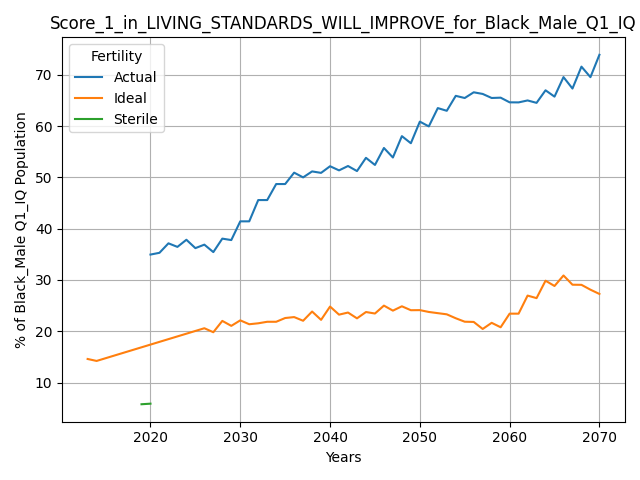 Score_1_in_LIVING_STANDARDS_WILL_IMPROVE_for_Black_Male_Q1_IQ
Fertility
Actual
Ideal
Sterile
% of Black_Male Q1_IQ Population
70
60
50
40
30
20
10
2020 2030 2040 2050 2060 2070
Years